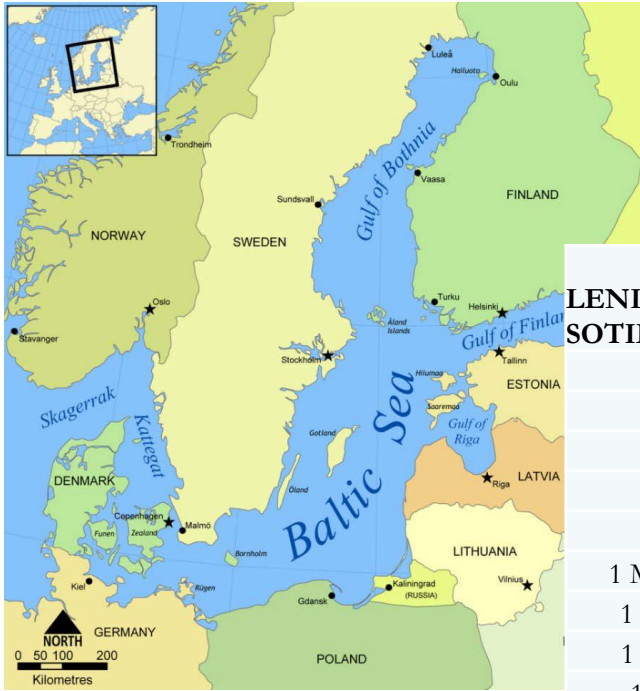 Luleå
Hailuoto
Oulu
Trondheim
Gulf of Bothnia
Vaasa
FINLAND
Sundsvall
NORWAY
SWEDEN
Oslo
Turku
Helsinki
Åland
Islands
Gulf of Finlan
Stavanger
Stockholm
Tallinn
Hiiumaa
ESTONIA
Saaremaa
Skagerrak
Kattegat
Gulf of
Riga
Gotland
Baltic Sea
DENMARK
Öland
Riga
LATVIA
Copenhagen
Malmö
Funen
Zealand
Bornholm
LITHUANIA
Kiel
Rügen
Kaliningrad
(RUSSIA)
Vilnius
Gdansk
NORTH
GERMANY
0 50 100 200
Kilometres
POLAND
LENI
SOTII
1 M
1
1
1